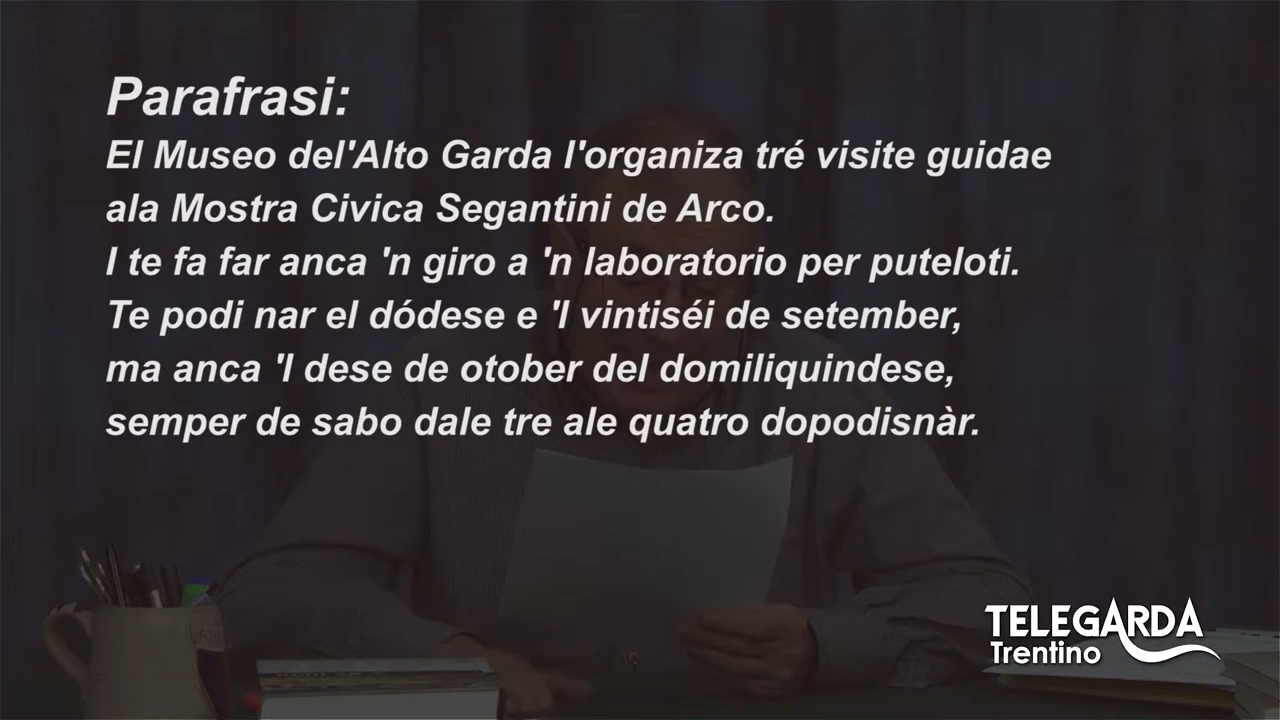 Parafrasi:
El Museo del'Alto Garda l'organiza tré visite guidae
ala Mostra Civica Segantini de Arco.
I te fa far anca 'n giro a 'n laboratorio per puteloti.
Te podi nar el dódese e 'l vintiséi de setember,
ma anca 'l dese de otober del domiliquindese,
semper de sabo dale tre ale quatro dopodisnàr.
TELEGARDA
Trentino